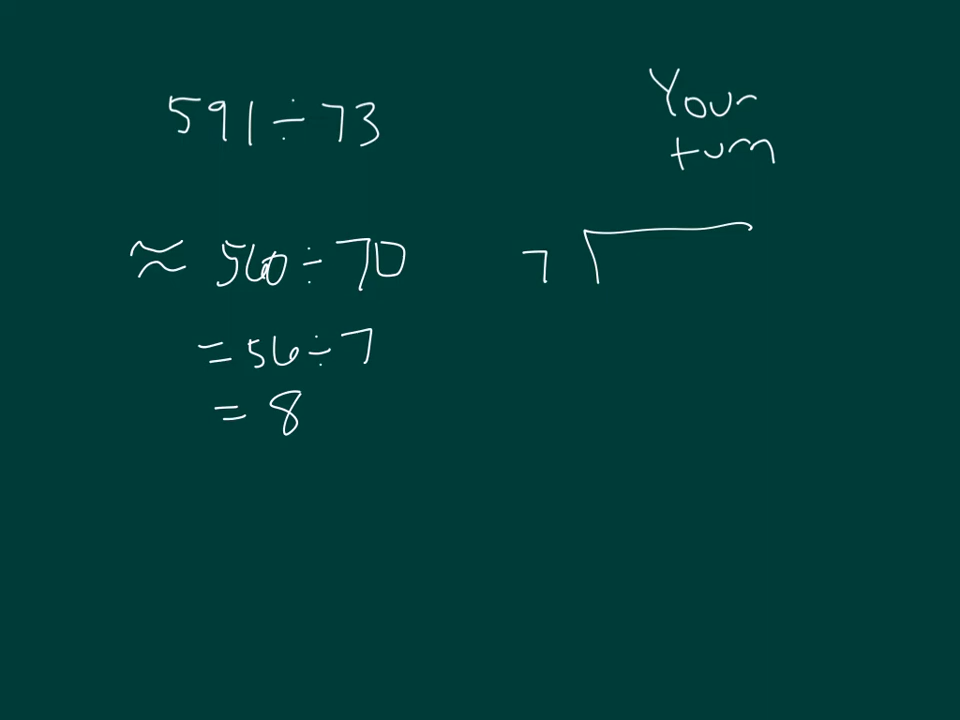 591 ÷ 73
≈ 560 ÷ 70
= 56 ÷ 7
= 8
Your
turn
7